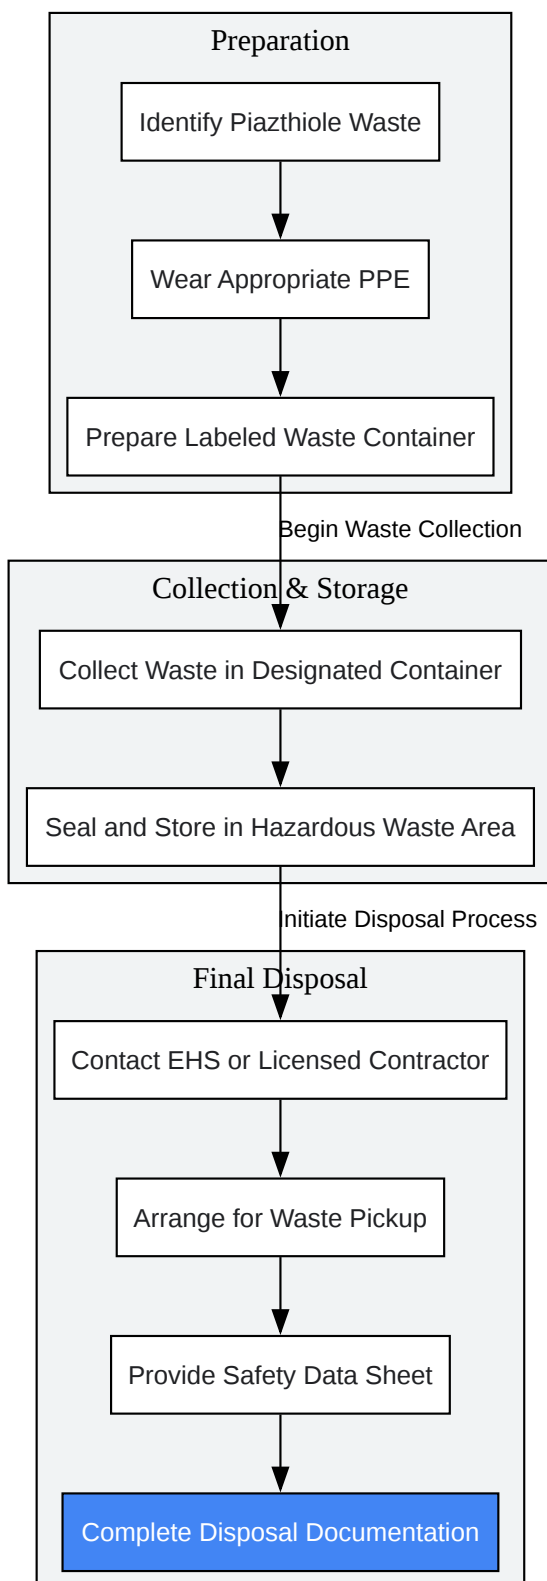 Preparation
Identify Piazthiole Waste
Wear Appropriate PPE
Prepare Labeled Waste Container
Begin Waste Collection
Collection & Storage
Collect Waste in Designated Container
Seal and Store in Hazardous Waste Area
Initiate Disposal Process
Final Disposal
Contact EHS or Licensed Contractor
Arrange for Waste Pickup
Provide Safety Data Sheet
Complete Disposal Documentation